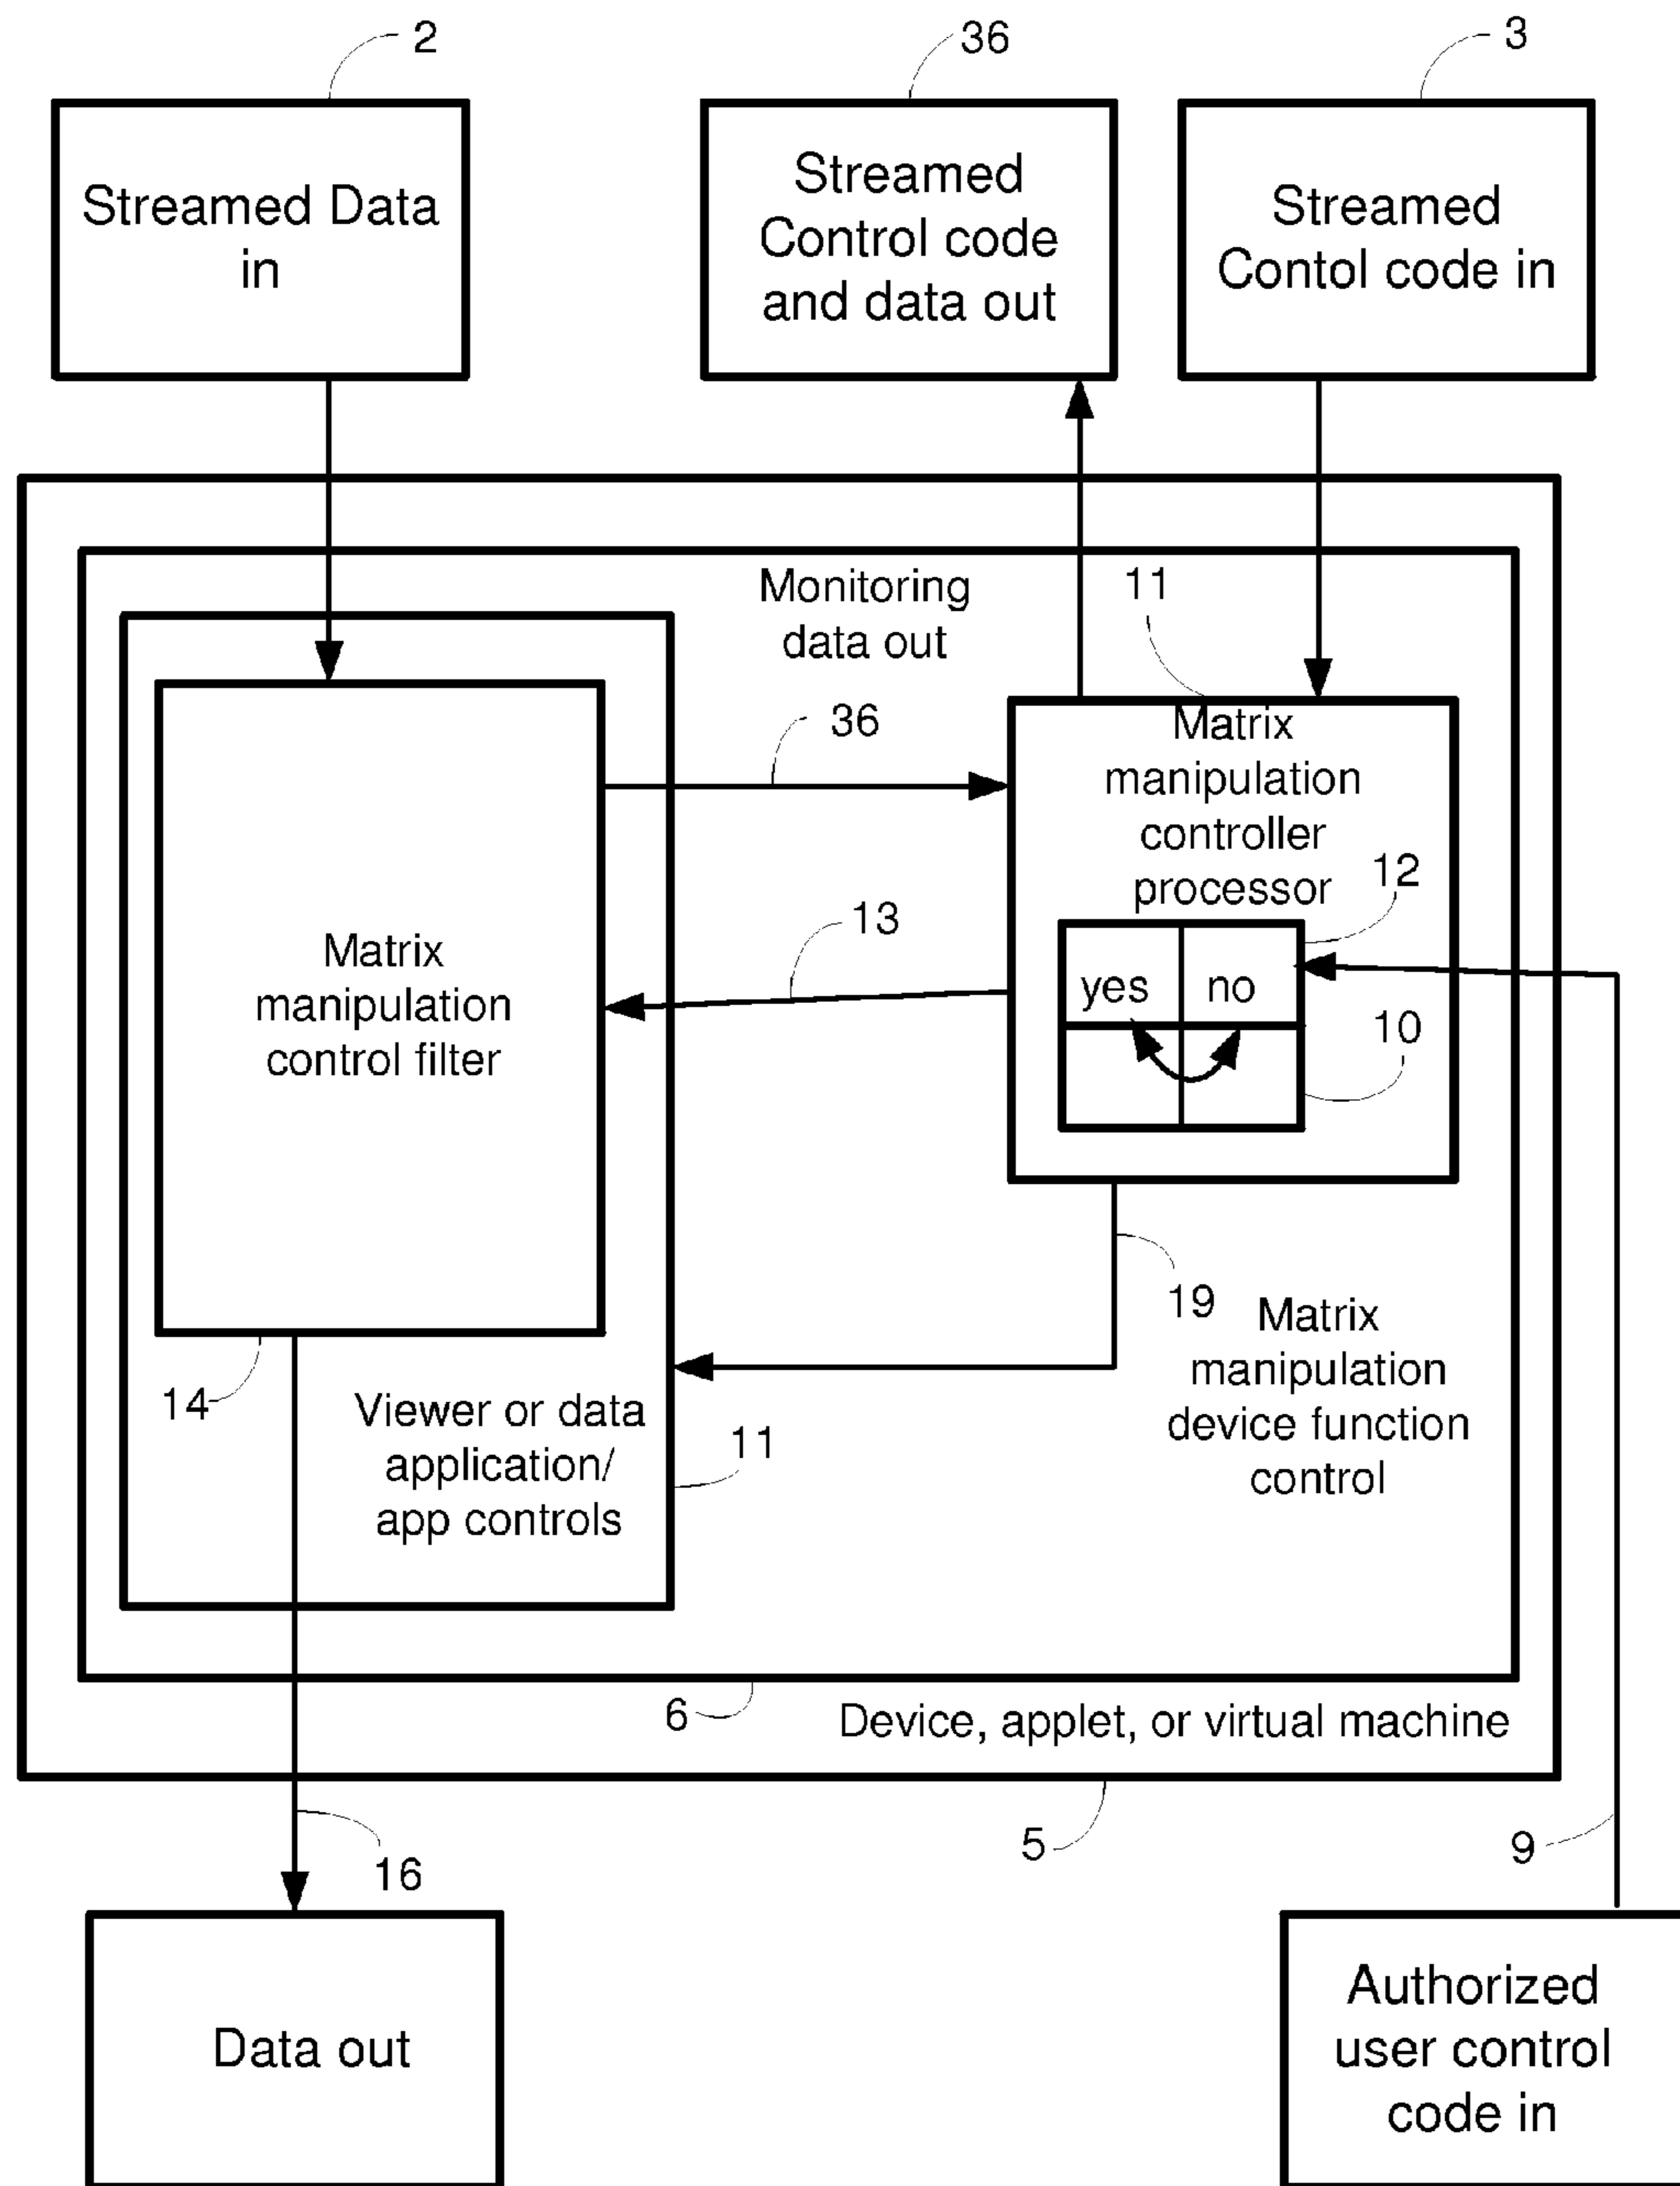 2
36
3
Streamed Data
in
Streamed
Control code
and data out
Streamed
Contol code in
Monitoring
data out
11
36
Matrix
manipulation
controller
processor
12
13
yes
no
10
Matrix
manipulation
control filter
19
Matrix
manipulation
device function
control
14
Viewer or data
application/
app controls
11
6
Device, applet, or virtual machine
5
9
16
Data out
Authorized
user control
code in